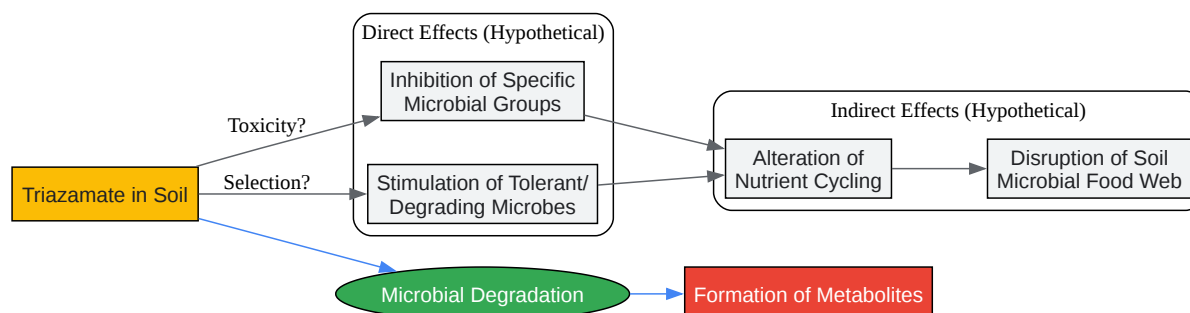 Direct Effects (Hypothetical)
Inhibition of Specific
Microbial Groups
Indirect Effects (Hypothetical)
Toxicity?
Alteration of
Nutrient Cycling
Disruption of Soil
Microbial Food Web
Triazamate in Soil
Selection?
Stimulation of Tolerant/
Degrading Microbes
Microbial Degradation
Formation of Metabolites